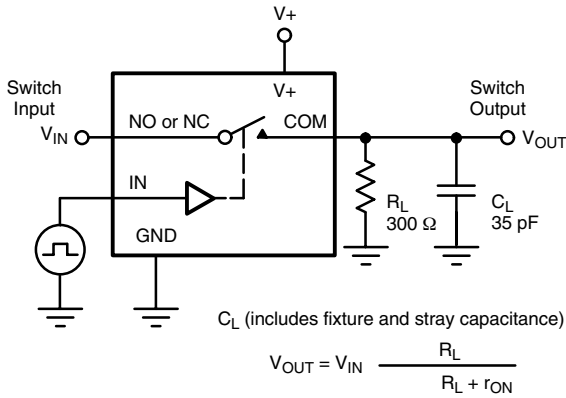 V+
V+
Switch
Input
Switch
Output
V_IN
NO or NC
COM
V_OUT
IN
R_L
300 Ω
C_L
35 pF
GND
C_L (includes fixture and stray capacitance)
V_OUT = V_IN R_L
R_L + r_ON